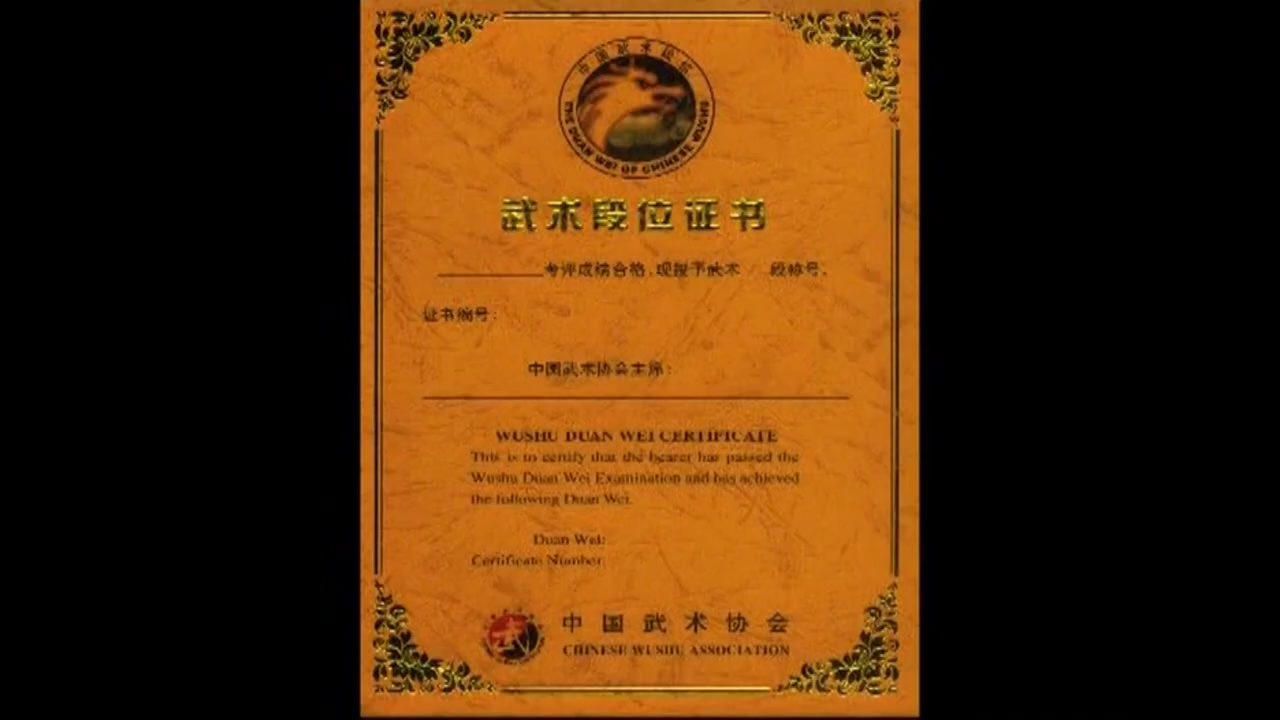 中国武术段位
THE DUAN WEI OF CHINESE WUSHU
武术段位证书
考评成绩合格,现授予武术 段称号。
证书编号:
中国武术协会主席:
WUSHU DUAN WEI CERTIFICATE
This is to certify that the bearer has passed the
Wushu Duan Wei Examination and has achieved
the following Duan Wei.
Duan Wei:
Certificate Number:
武
中国武术协会
CHINESE WUSHU ASSOCIATION